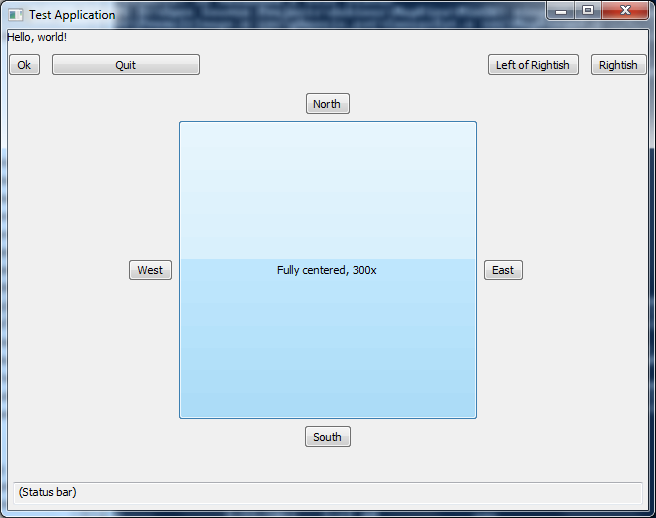 Test Application
Hello, world!
Ok Quit Left of Rightish Rightish
North
West Fully centered, 300x East
South
(Status bar)